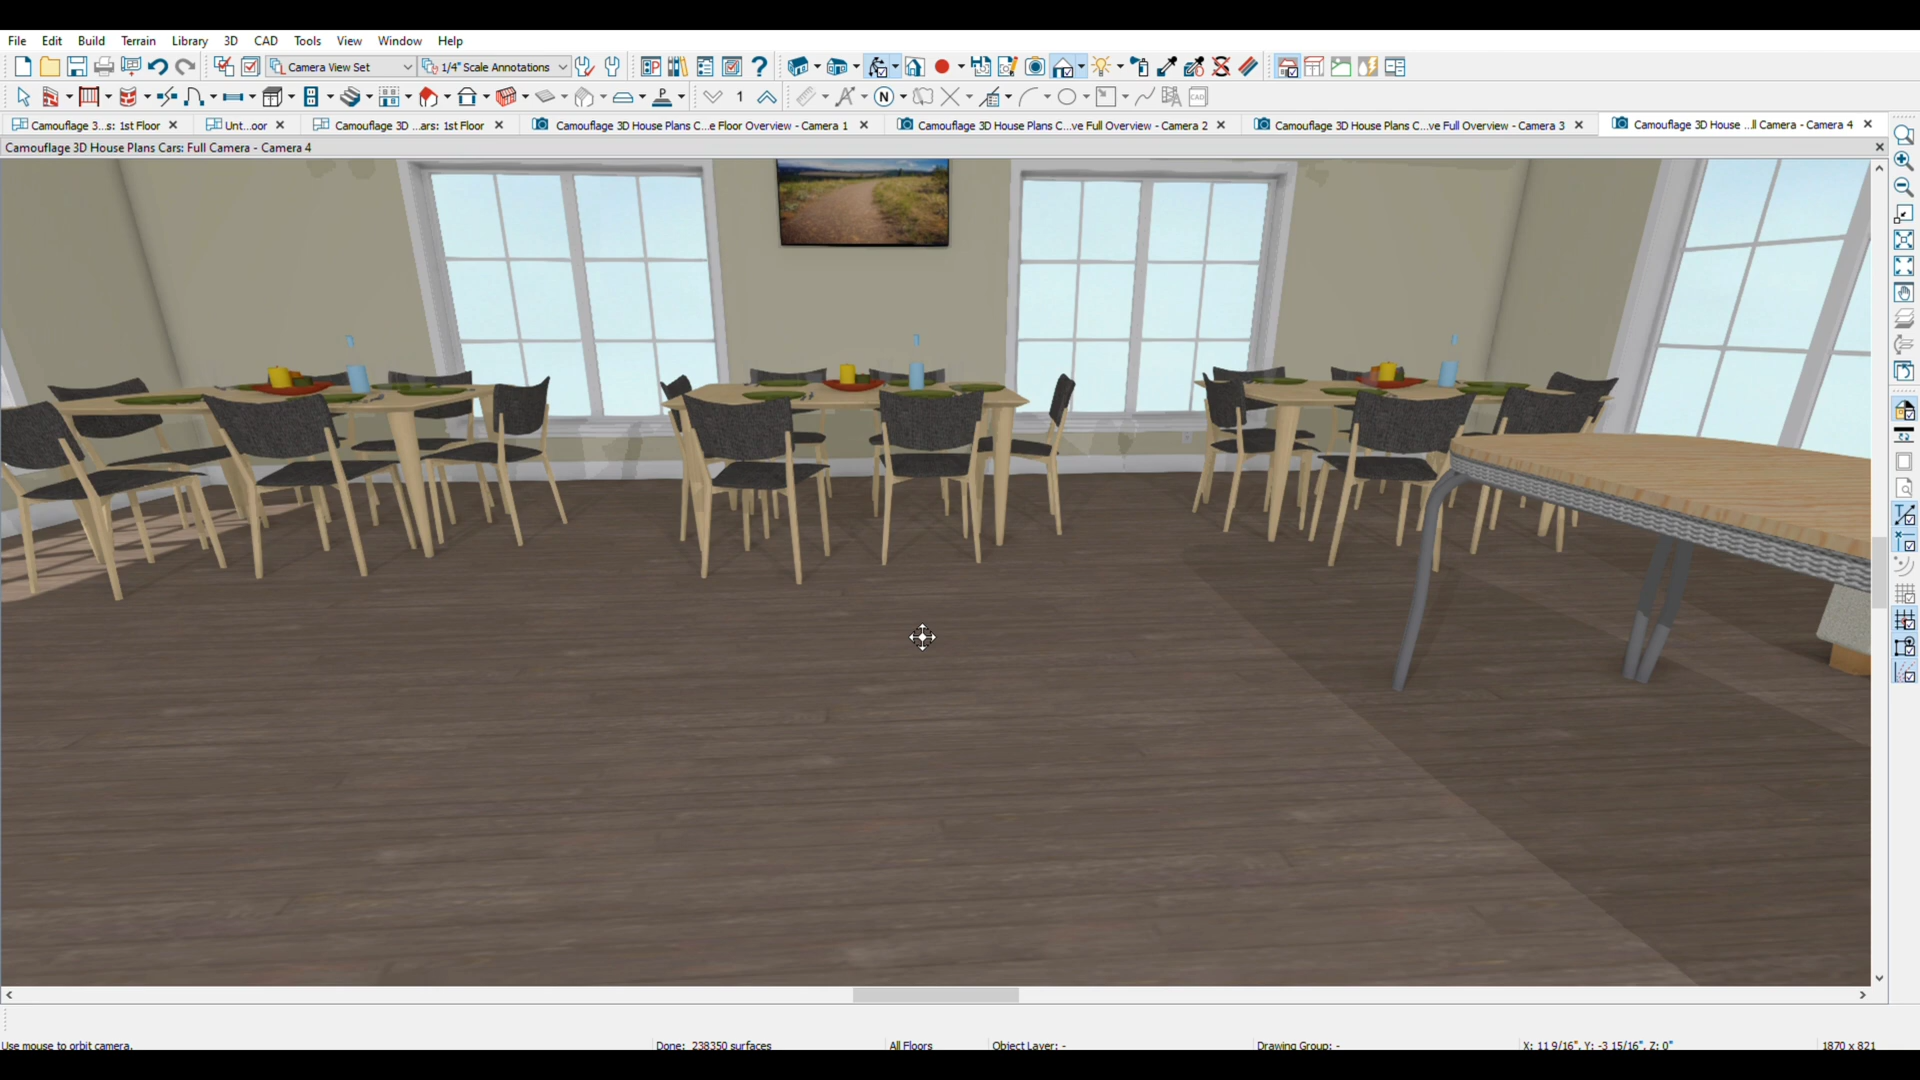 File Edit Build Terrain Library 3D CAD Tools View Window Help
Camera View Set 1/4" Scale Annotations
1 N CAD
Camouflage 3...s: 1st Floor Unt...oor Camouflage 3D ...ars: 1st Floor Camouflage 3D House Plans C...e Floor Overview - Camera 1 Camouflage 3D House Plans C...ve Full Overview - Camera 2 Camouflage 3D House Plans C...ve Full Overview - Camera 3 Camouflage 3D House ...ll Camera - Camera 4
Camouflage 3D House Plans Cars: Full Camera - Camera 4
Use mouse to orbit camera. Done: 238350 surfaces All Floors Object Layer: - Drawing Group: - X: 11 9/16", Y: -3 15/16", Z: 0" 1870 x 821